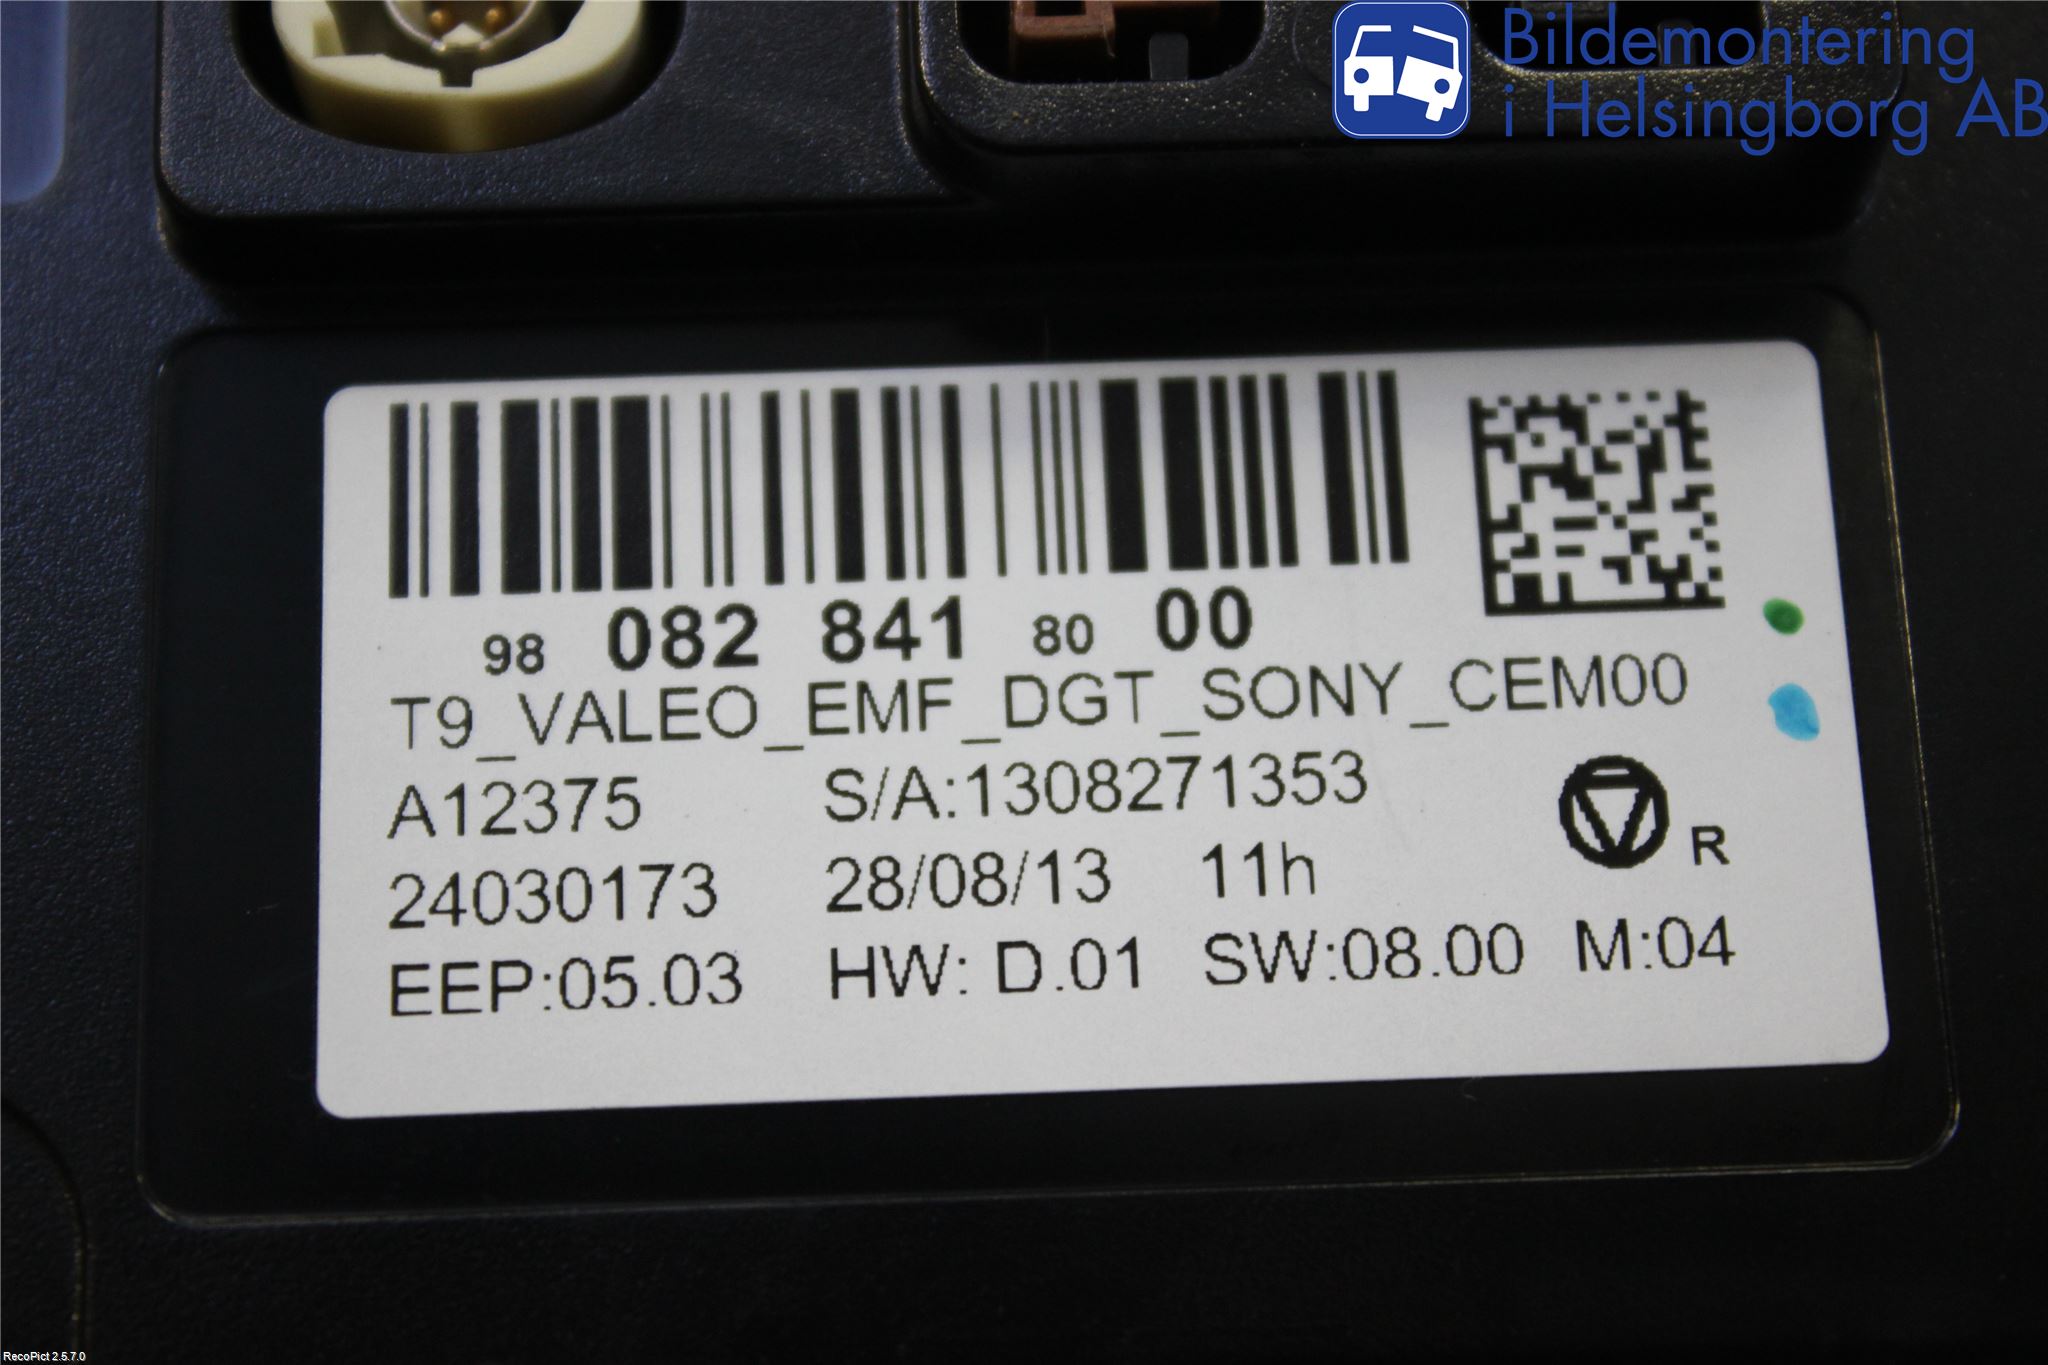 Bildemontering
i Helsingborg AB
98 082 841 80 00
T9_VALEO_EMF_DGT_SONY_CEM00
A12375 S/A:1308271353
24030173 28/08/13 11h R
EEP:05.03 HW: D.01 SW:08.00 M:04
RecoPict 2.5.7.0